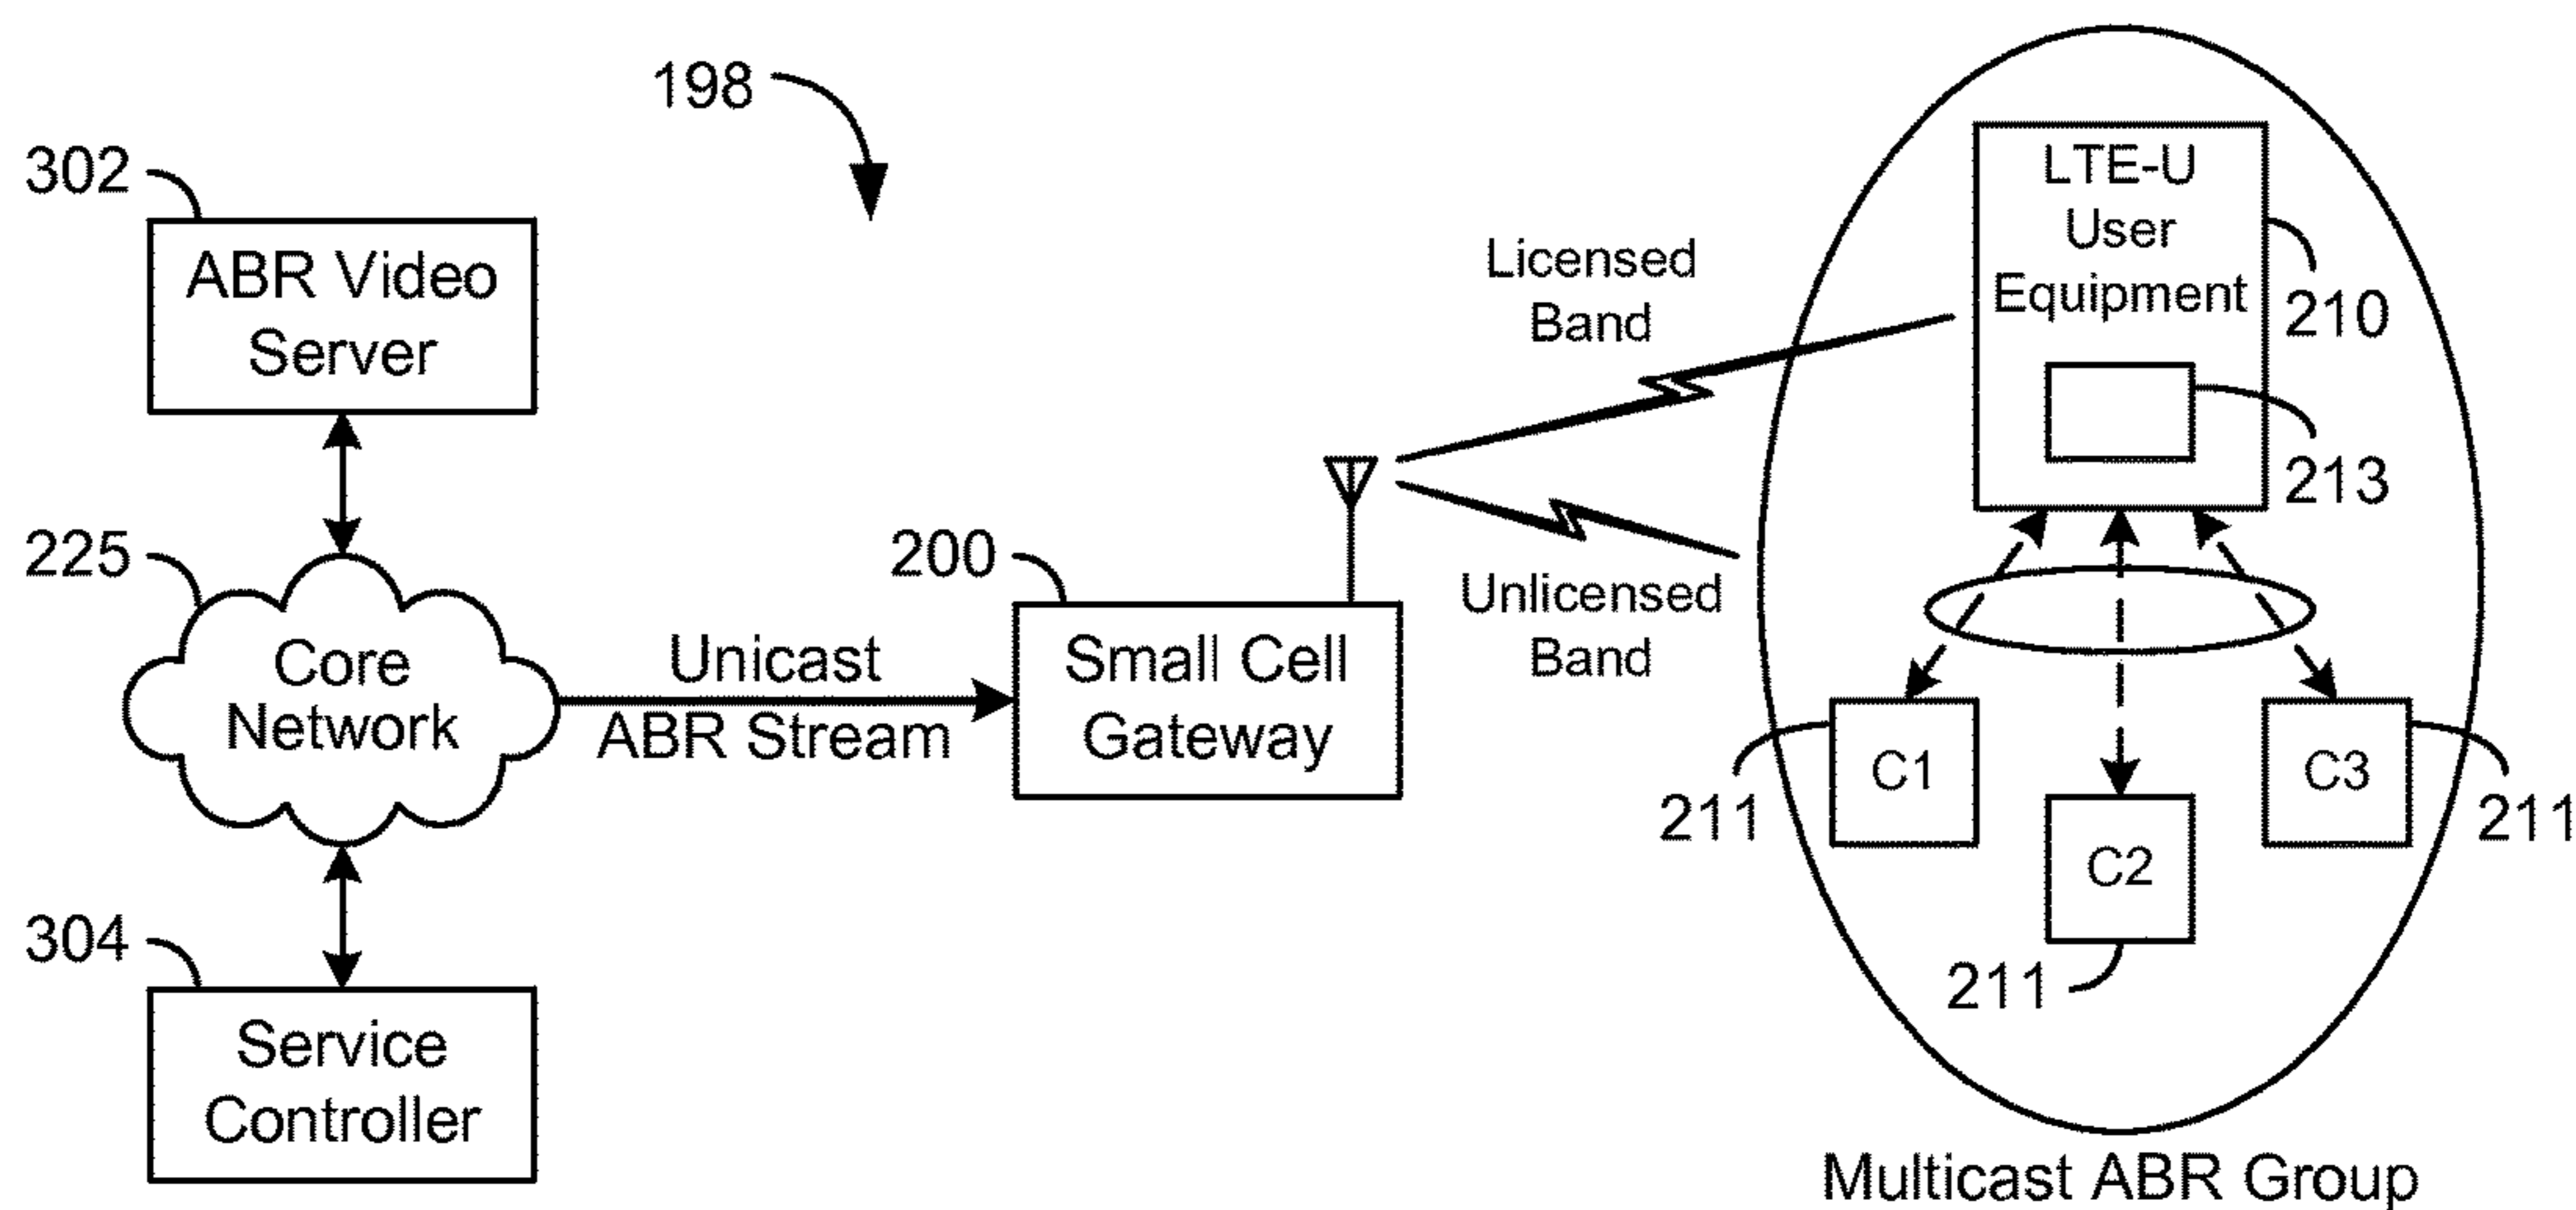 198
302
ABR Video
Server
225
Core
Network
Unicast
ABR Stream
200
Small Cell
Gateway
304
Service
Controller
Licensed
Band
Unlicensed
Band
LTE-U
User
Equipment
210
213
C1
211
C2
211
C3
211
Multicast ABR Group